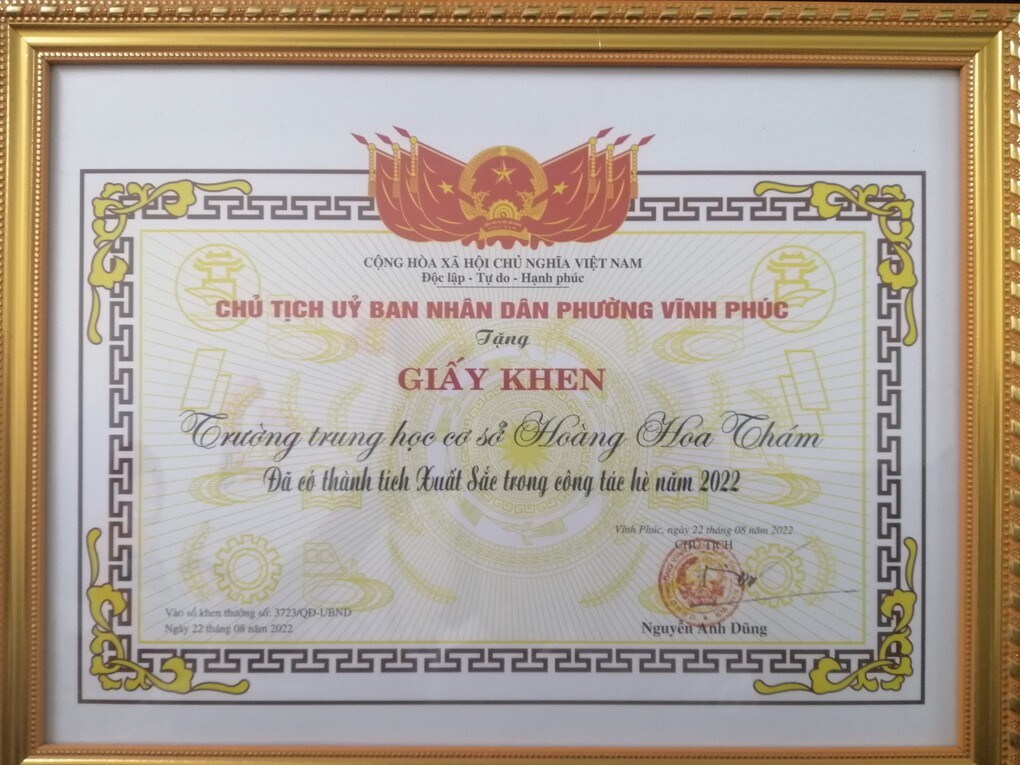 CỘNG HÒA XÃ HỘI CHỦ NGHĨA VIỆT NAM
Độc lập - Tự do - Hạnh phúc
CHỦ TỊCH UỶ BAN NHÂN DÂN PHƯỜNG VĨNH PHÚC
Tặng
GIẤY KHEN
Trường trung học cơ sở Hoàng Hoa Thám
Đã có thành tích Xuất Sắc trong công tác hè năm 2022
Vĩnh Phúc, ngày 22 tháng 08 năm 2022
CHỦ TỊCH
Vào sổ khen thưởng số: 3723/QĐ-UBND
Ngày 22 tháng 08 năm 2022
Nguyễn Anh Dũng